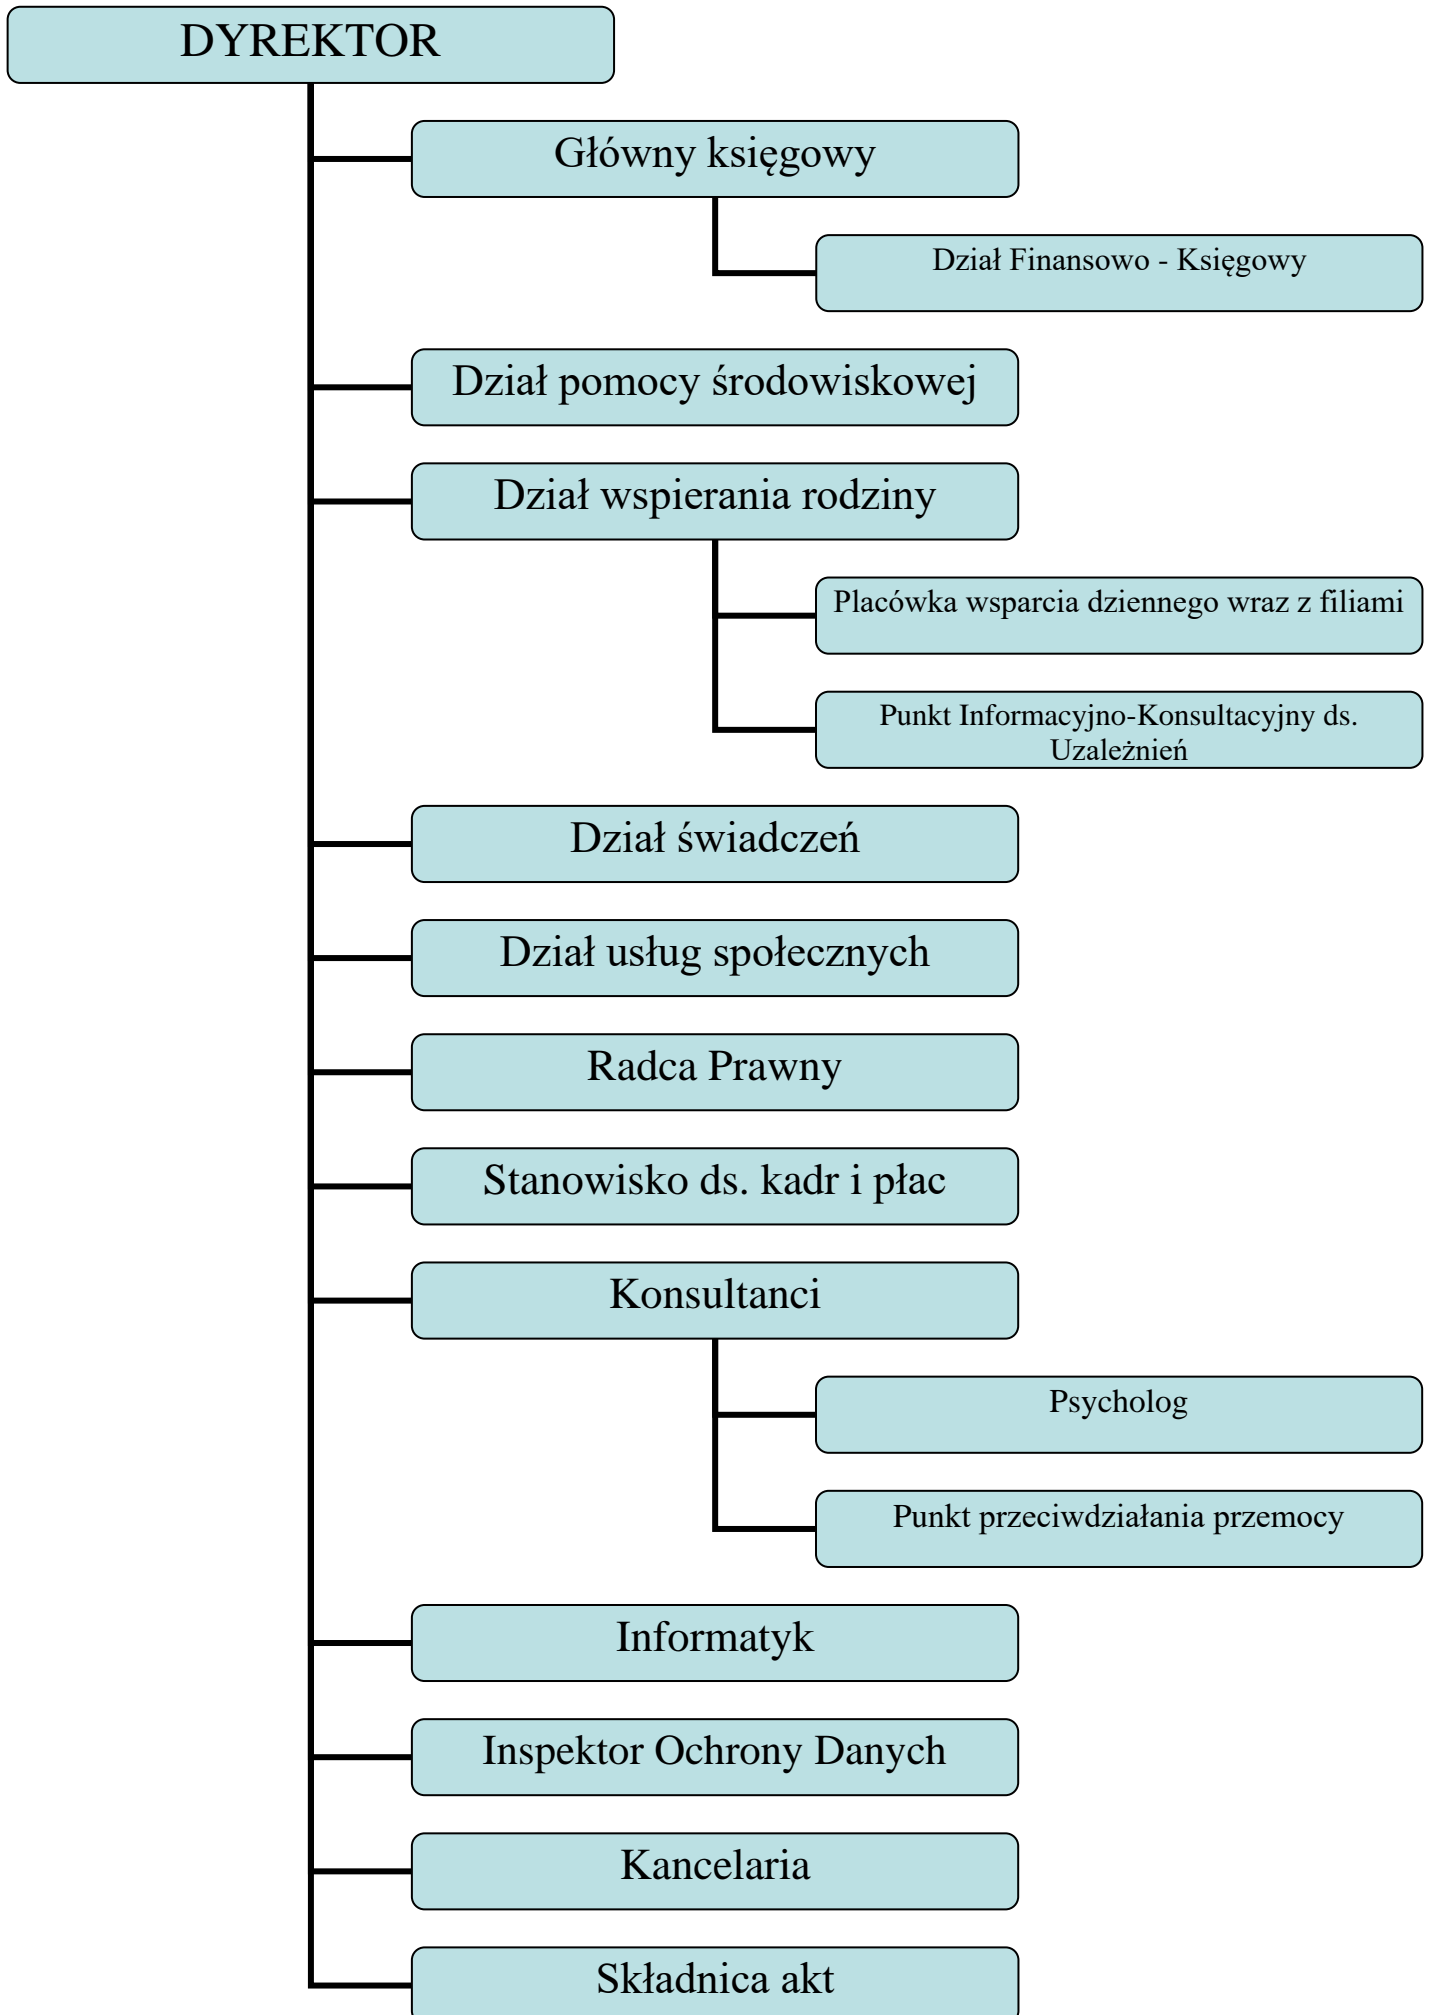 DYREKTOR
Główny księgowy
Dział Finansowo - Księgowy
Dział pomocy środowiskowej
Dział wspierania rodziny
Placówka wsparcia dziennego wraz z filiami
Punkt Informacyjno-Konsultacyjny ds.
Uzależnień
Dział świadczeń
Dział usług społecznych
Radca Prawny
Stanowisko ds. kadr i płac
Konsultanci
Psycholog
Punkt przeciwdziałania przemocy
Informatyk
Inspektor Ochrony Danych
Kancelaria
Składnica akt